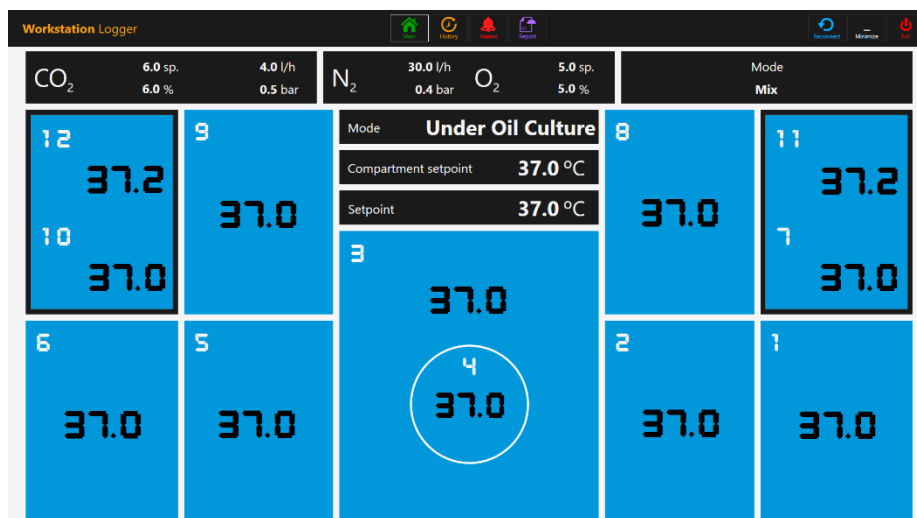 Workstation Logger
Main History Alarms Report
Reconnect Minimize Exit
CO2 6.0 sp. 4.0 l/h
6.0 % 0.5 bar
N2 30.0 l/h O2 5.0 sp.
0.4 bar 5.0 %
Mode
Mix
12
37.2
10
37.0
9
37.0
Mode Under Oil Culture
Compartment setpoint 37.0 °C
Setpoint 37.0 °C
3
37.0
4
37.0
8
37.0
11
37.2
7
37.0
6
37.0
5
37.0
2
37.0
1
37.0